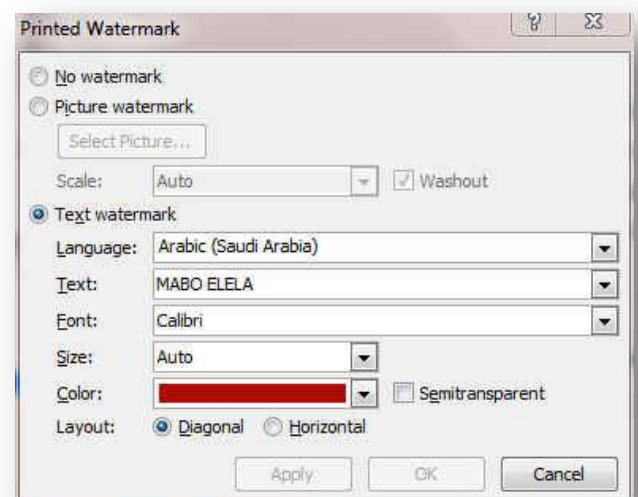 Printed Watermark
No watermark
Picture watermark
Select Picture...
Scale: Auto Washout
Text watermark
Language: Arabic (Saudi Arabia)
Text: MABO ELELA
Font: Calibri
Size: Auto
Color: Semitransparent
Layout: Diagonal Horizontal
Apply OK Cancel